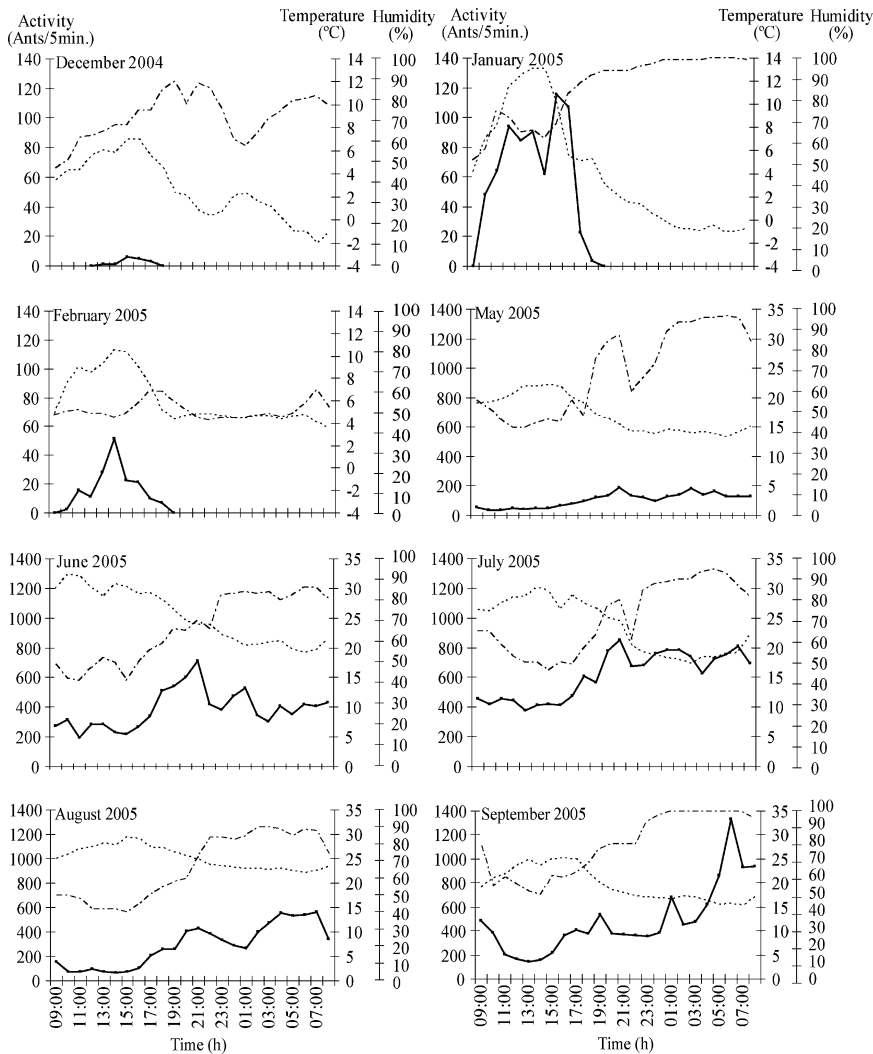 Activity (Ants/5min.)
Temperature (ºC)
Humidity (%)
Activity (Ants/5min.)
Temperature (ºC)
Humidity (%)
December 2004
140 120 100 80 60 40 20 0
14 12 10 8 6 4 2 0 -2 -4
100 90 80 70 60 50 40 30 20 10 0
January 2005
140 120 100 80 60 40 20 0
14 12 10 8 6 4 2 0 -2 -4
100 90 80 70 60 50 40 30 20 10 0
February 2005
140 120 100 80 60 40 20 0
14 12 10 8 6 4 2 0 -2 -4
100 90 80 70 60 50 40 30 20 10 0
May 2005
1400 1200 1000 800 600 400 200 0
35 30 25 20 15 10 5 0
100 90 80 70 60 50 40 30 20 10 0
June 2005
1400 1200 1000 800 600 400 200 0
35 30 25 20 15 10 5 0
100 90 80 70 60 50 40 30 20 10 0
July 2005
1400 1200 1000 800 600 400 200 0
35 30 25 20 15 10 5 0
100 90 80 70 60 50 40 30 20 10 0
August 2005
1400 1200 1000 800 600 400 200 0
35 30 25 20 15 10 5 0
100 90 80 70 60 50 40 30 20 10 0
September 2005
1400 1200 1000 800 600 400 200 0
35 30 25 20 15 10 5 0
100 90 80 70 60 50 40 30 20 10 0
09:00 11:00 13:00 15:00 17:00 19:00 21:00 23:00 01:00 03:00 05:00 07:00
Time (h)
09:00 11:00 13:00 15:00 17:00 19:00 21:00 23:00 01:00 03:00 05:00 07:00
Time (h)